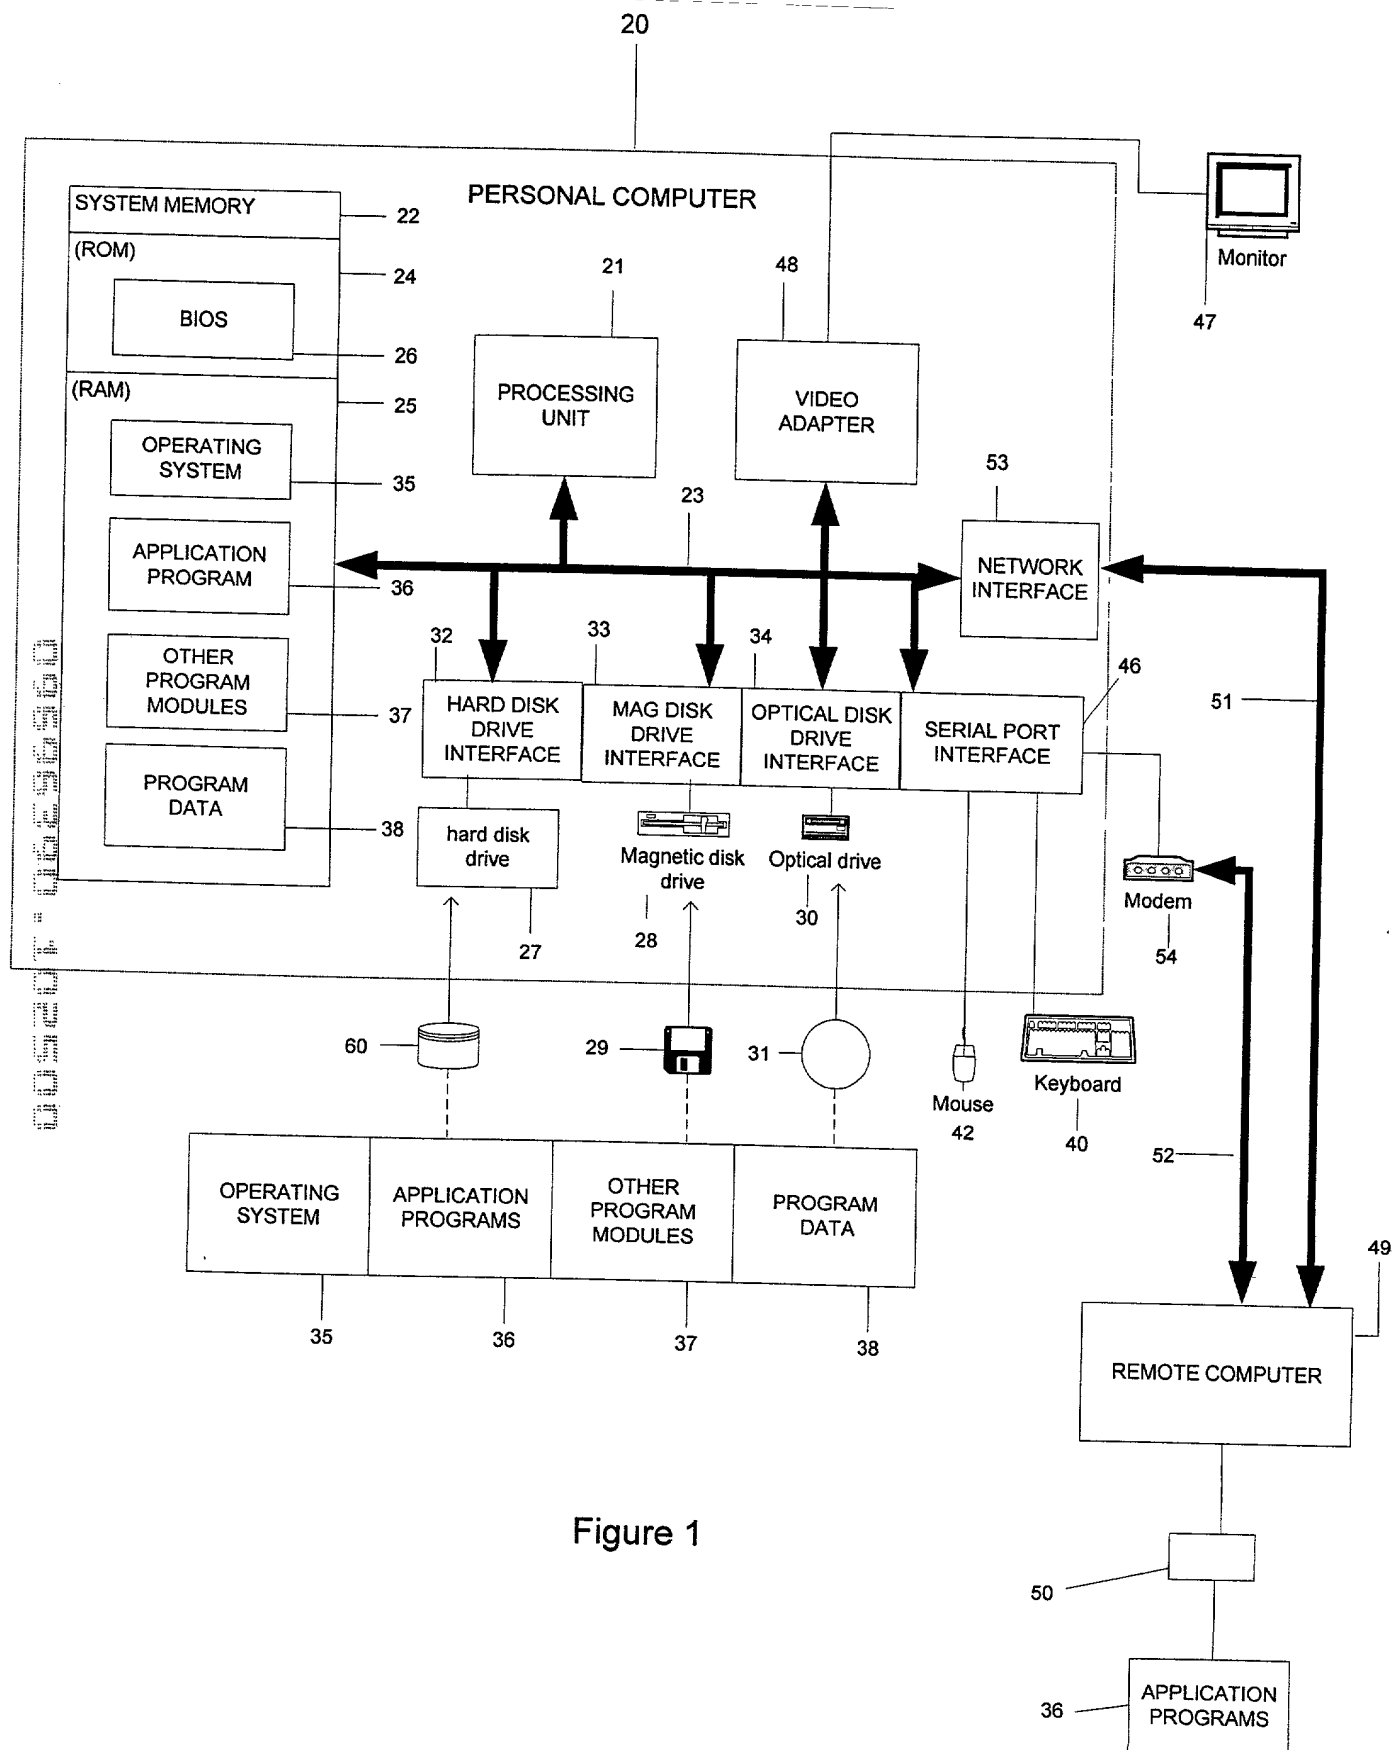 20
PERSONAL COMPUTER
SYSTEM MEMORY
22
(ROM)
24
BIOS
26
(RAM)
25
OPERATING
SYSTEM
35
APPLICATION
PROGRAM
36
OTHER
PROGRAM
MODULES
37
PROGRAM
DATA
38
21
PROCESSING
UNIT
48
VIDEO
ADAPTER
Monitor
47
23
53
NETWORK
INTERFACE
32
HARD DISK
DRIVE
INTERFACE
33
MAG DISK
DRIVE
INTERFACE
34
OPTICAL DISK
DRIVE
INTERFACE
46
SERIAL PORT
INTERFACE
51
hard disk
drive
27
Magnetic disk
drive
28
Optical drive
30
Modem
54
60
29
31
Mouse
42
Keyboard
40
52
OPERATING
SYSTEM
35
APPLICATION
PROGRAMS
36
OTHER
PROGRAM
MODULES
37
PROGRAM
DATA
38
49
REMOTE COMPUTER
50
36
APPLICATION
PROGRAMS
Figure 1